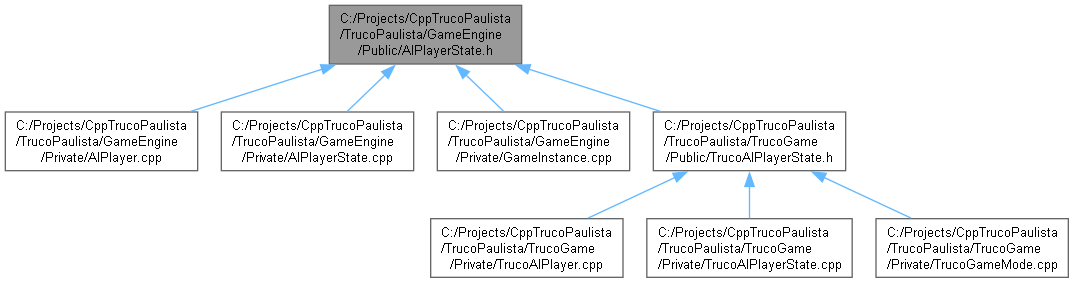 C:/Projects/CppTrucoPaulista
/TrucoPaulista/GameEngine
/Public/AIPlayerState.h
C:/Projects/CppTrucoPaulista
/TrucoPaulista/GameEngine
/Private/AIPlayer.cpp
C:/Projects/CppTrucoPaulista
/TrucoPaulista/GameEngine
/Private/AIPlayerState.cpp
C:/Projects/CppTrucoPaulista
/TrucoPaulista/GameEngine
/Private/GameInstance.cpp
C:/Projects/CppTrucoPaulista
/TrucoPaulista/TrucoGame
/Public/TrucoAIPlayerState.h
C:/Projects/CppTrucoPaulista
/TrucoPaulista/TrucoGame
/Private/TrucoAIPlayer.cpp
C:/Projects/CppTrucoPaulista
/TrucoPaulista/TrucoGame
/Private/TrucoAIPlayerState.cpp
C:/Projects/CppTrucoPaulista
/TrucoPaulista/TrucoGame
/Private/TrucoGameMode.cpp